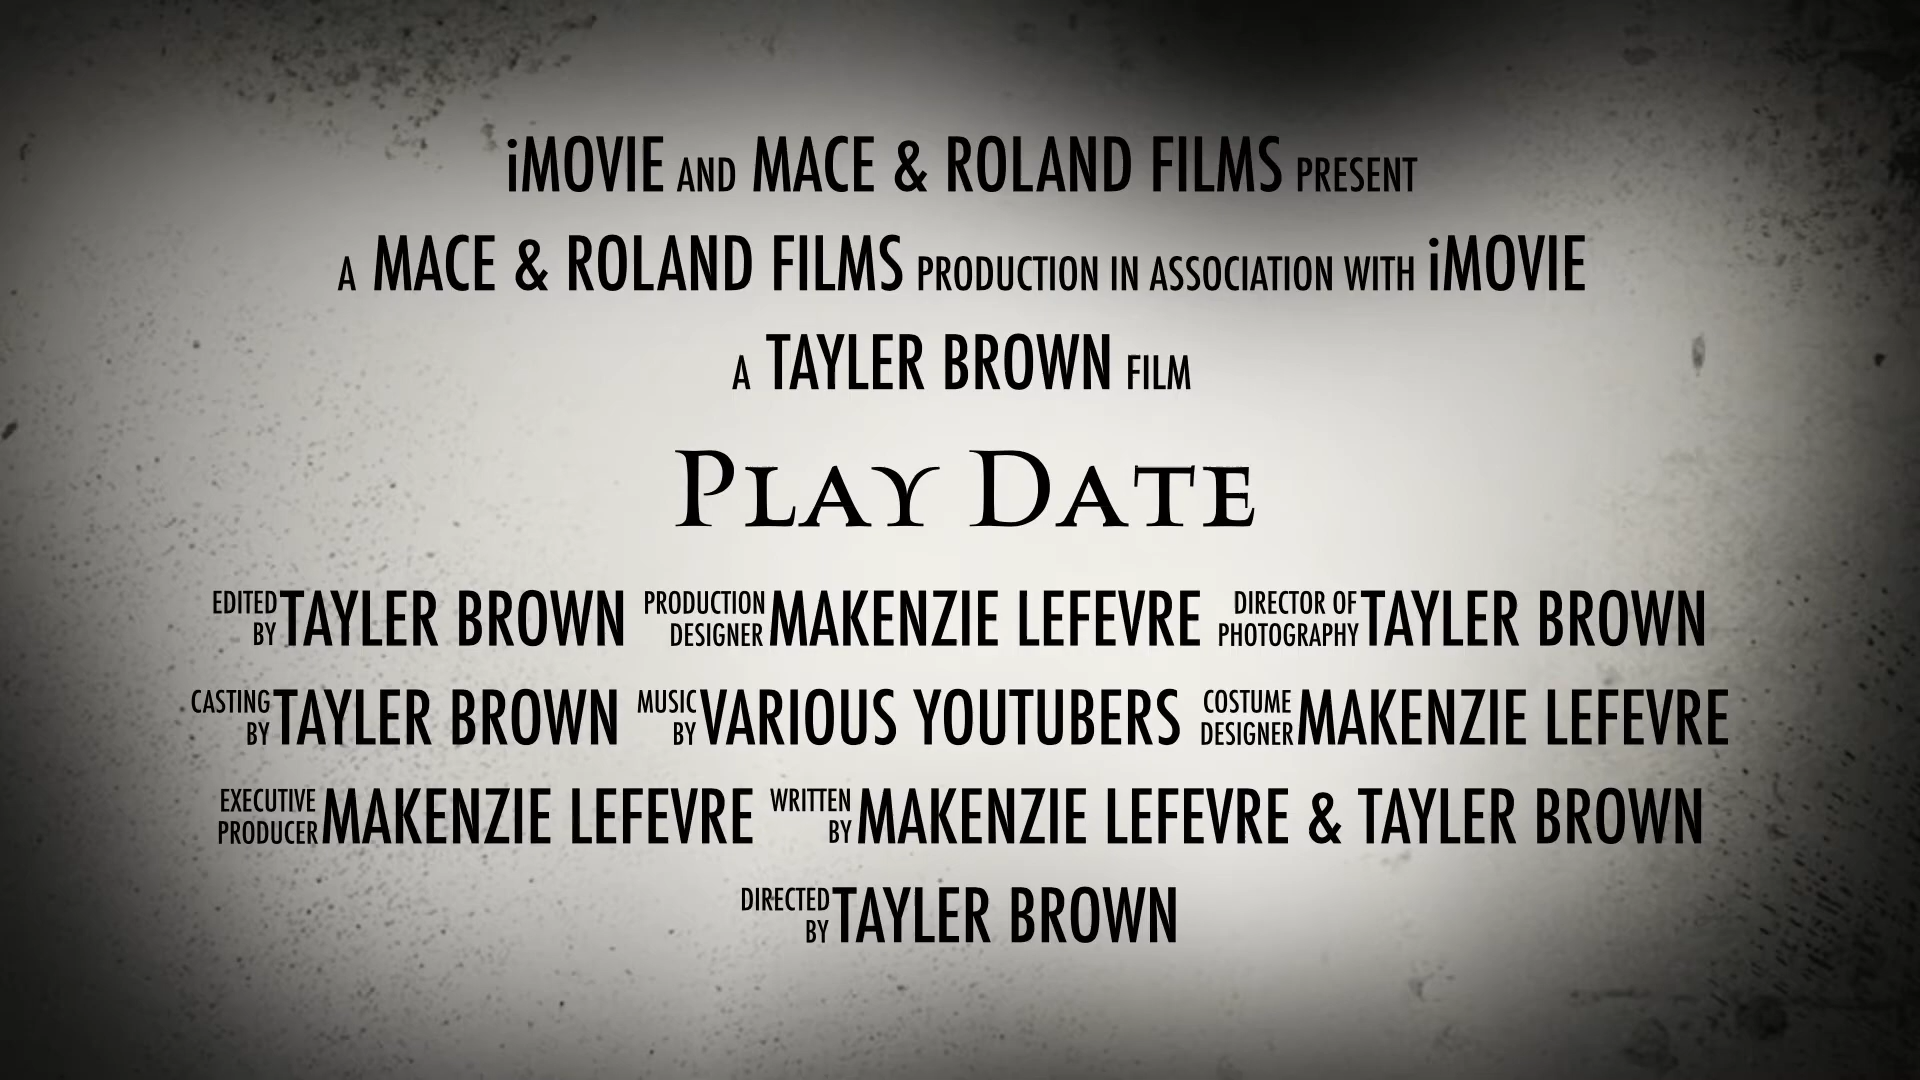 iMOVIE AND MACE & ROLAND FILMS PRESENT
A MACE & ROLAND FILMS PRODUCTION IN ASSOCIATION WITH iMOVIE
A TAYLER BROWN FILM
PLAY DATE
EDITED BY TAYLER BROWN PRODUCTION DESIGNER MAKENZIE LEFEVRE DIRECTOR OF PHOTOGRAPHY TAYLER BROWN
CASTING BY TAYLER BROWN MUSIC BY VARIOUS YOUTUBERS COSTUME DESIGNER MAKENZIE LEFEVRE
EXECUTIVE PRODUCER MAKENZIE LEFEVRE WRITTEN BY MAKENZIE LEFEVRE & TAYLER BROWN
DIRECTED BY TAYLER BROWN